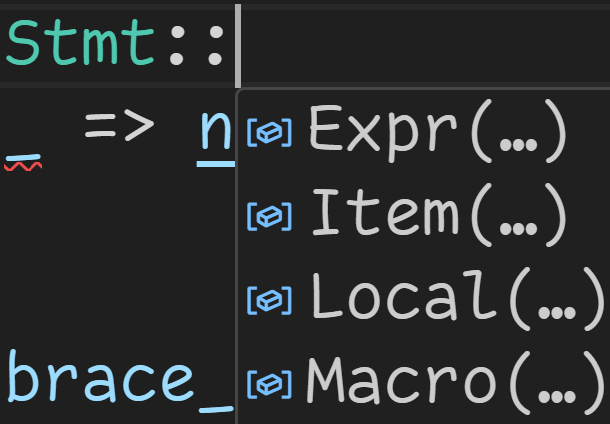 Stmt::
_ => n
Expr(…)
Item(…)
Local(…)
brace_
Macro(…)